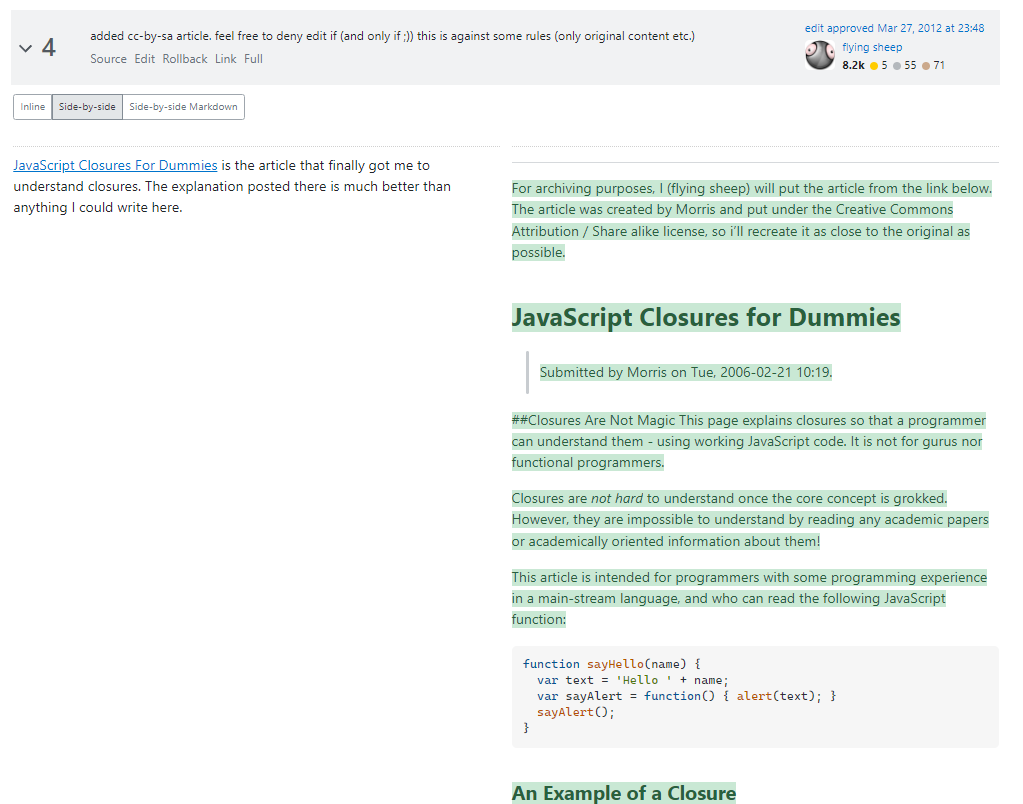 4
added cc-by-sa article. feel free to deny edit if (and only if ;)) this is against some rules (only original content etc.)
Source Edit Rollback Link Full
edit approved Mar 27, 2012 at 23:48
flying sheep
8.2k 5 55 71
Inline Side-by-side Side-by-side Markdown
JavaScript Closures For Dummies is the article that finally got me to
understand closures. The explanation posted there is much better than
anything I could write here.
For archiving purposes, I (flying sheep) will put the article from the link below.
The article was created by Morris and put under the Creative Commons
Attribution / Share alike license, so i’ll recreate it as close to the original as
possible.
JavaScript Closures for Dummies
Submitted by Morris on Tue, 2006-02-21 10:19.
##Closures Are Not Magic This page explains closures so that a programmer
can understand them - using working JavaScript code. It is not for gurus nor
functional programmers.
Closures are not hard to understand once the core concept is grokked.
However, they are impossible to understand by reading any academic papers
or academically oriented information about them!
This article is intended for programmers with some programming experience
in a main-stream language, and who can read the following JavaScript
function:
function sayHello(name) {
  var text = 'Hello ' + name;
  var sayAlert = function() { alert(text); }
  sayAlert();
}
An Example of a Closure